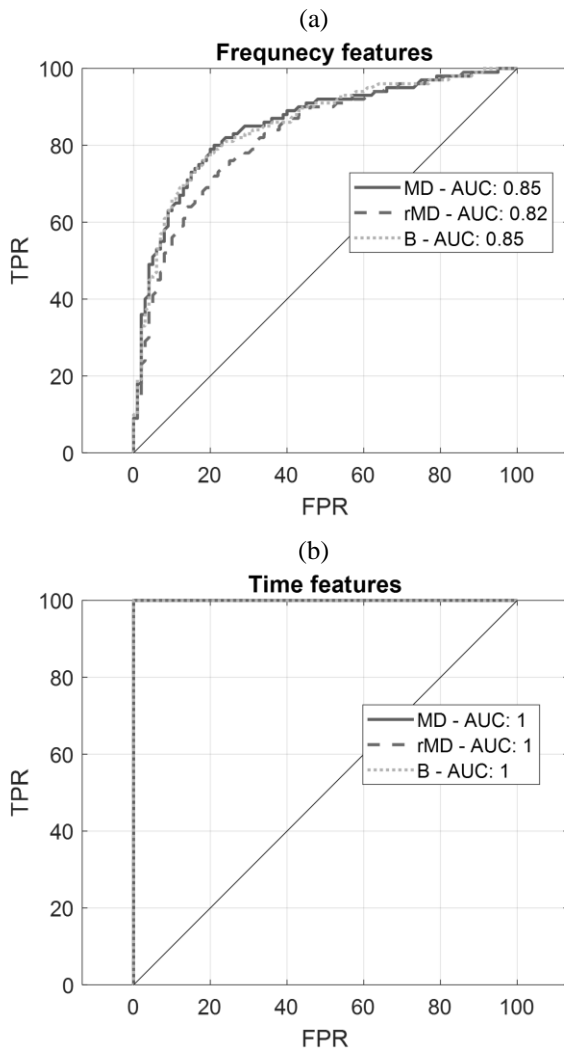 (a)
Frequnecy features
100
80
60
40
20
0
TPR
MD - AUC: 0.85
rMD - AUC: 0.82
B - AUC: 0.85
0 20 40 60 80 100
FPR
(b)
Time features
100
80
60
40
20
0
TPR
MD - AUC: 1
rMD - AUC: 1
B - AUC: 1
0 20 40 60 80 100
FPR